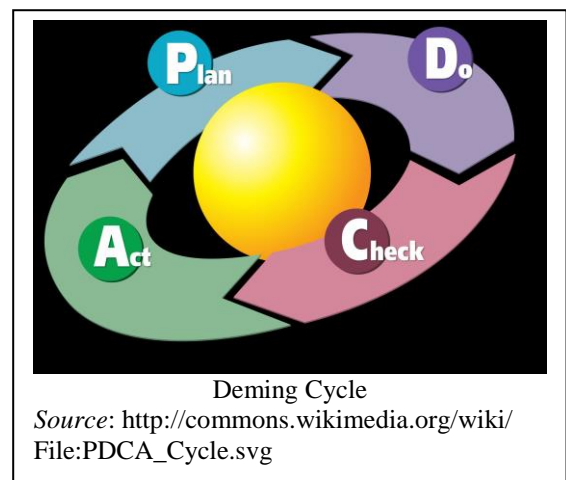 Plan
Do
Act
Check
Deming Cycle
Source: http://commons.wikimedia.org/wiki/
File:PDCA_Cycle.svg